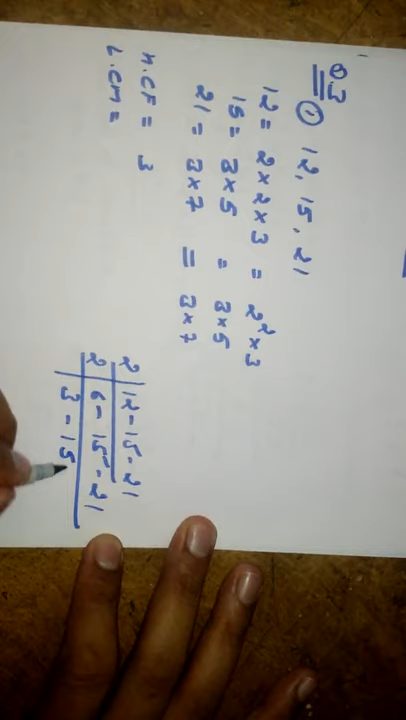 Q.3
① 12, 15, 21
12 = 2×2×3 = 2²×3
15 = 3×5 = 3×5
21 = 3×7 = 3×7
H.CF = 3
L.CM =
2 | 12 - 15 - 21
2 | 6 - 15 - 21
3 - 15